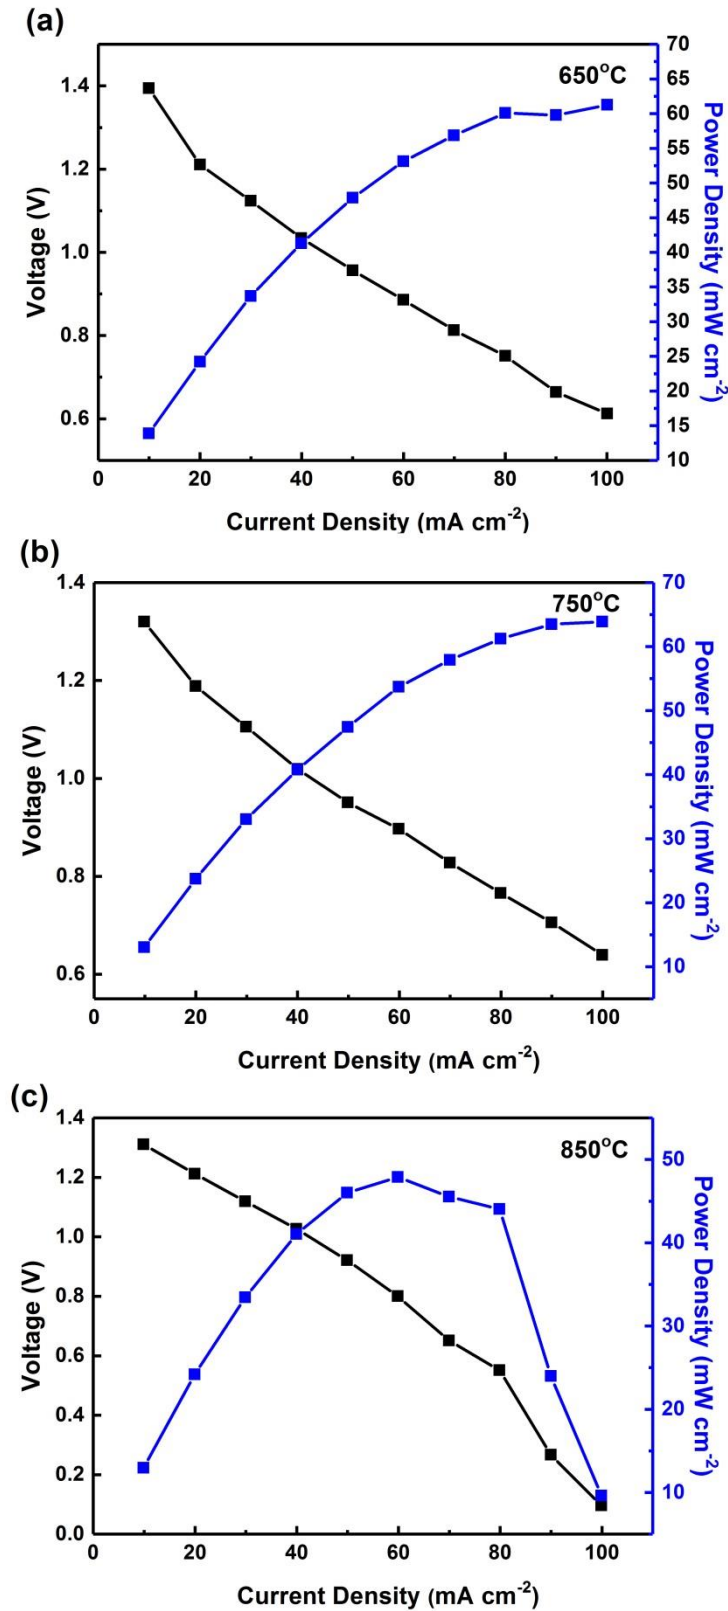 (a)
650°C
1.4
1.2
1.0
0.8
0.6
Voltage (V)
70
65
60
55
50
45
40
35
30
25
20
15
10
Power Density (mW cm⁻²)
0 20 40 60 80 100
Current Density (mA cm⁻²)
(b)
750°C
1.4
1.2
1.0
0.8
0.6
Voltage (V)
70
60
50
40
30
20
10
Power Density (mW cm⁻²)
0 20 40 60 80 100
Current Density (mA cm⁻²)
(c)
850°C
1.4
1.2
1.0
0.8
0.6
0.4
0.2
0.0
Voltage (V)
50
40
30
20
10
Power Density (mW cm⁻²)
0 20 40 60 80 100
Current Density (mA cm⁻²)